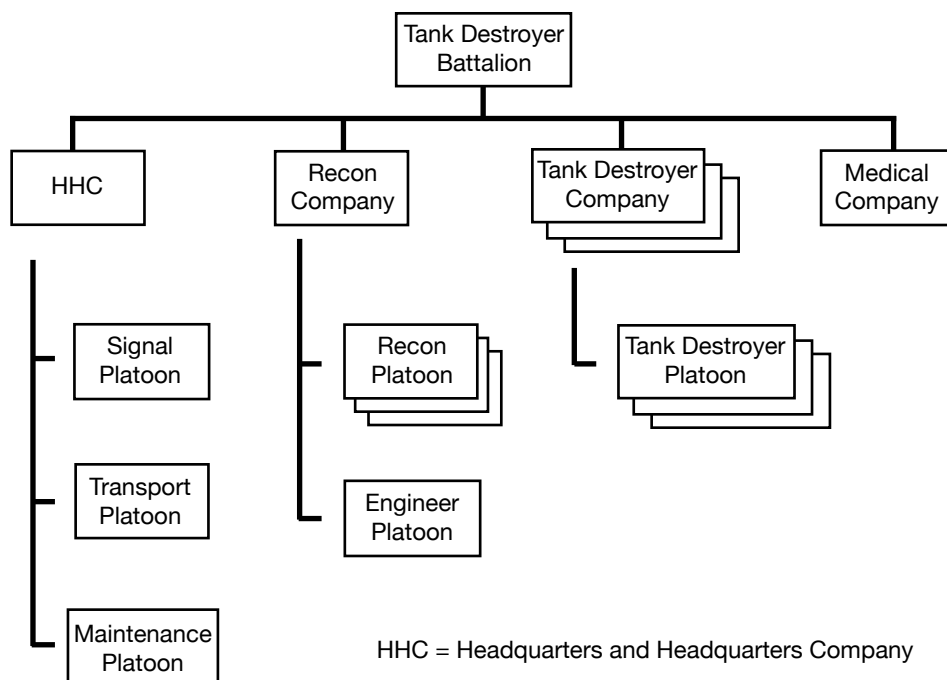 Tank Destroyer
Battalion
HHC
Recon
Company
Tank Destroyer
Company
Medical
Company
Signal
Platoon
Recon
Platoon
Tank Destroyer
Platoon
Transport
Platoon
Engineer
Platoon
Maintenance
Platoon
HHC = Headquarters and Headquarters Company